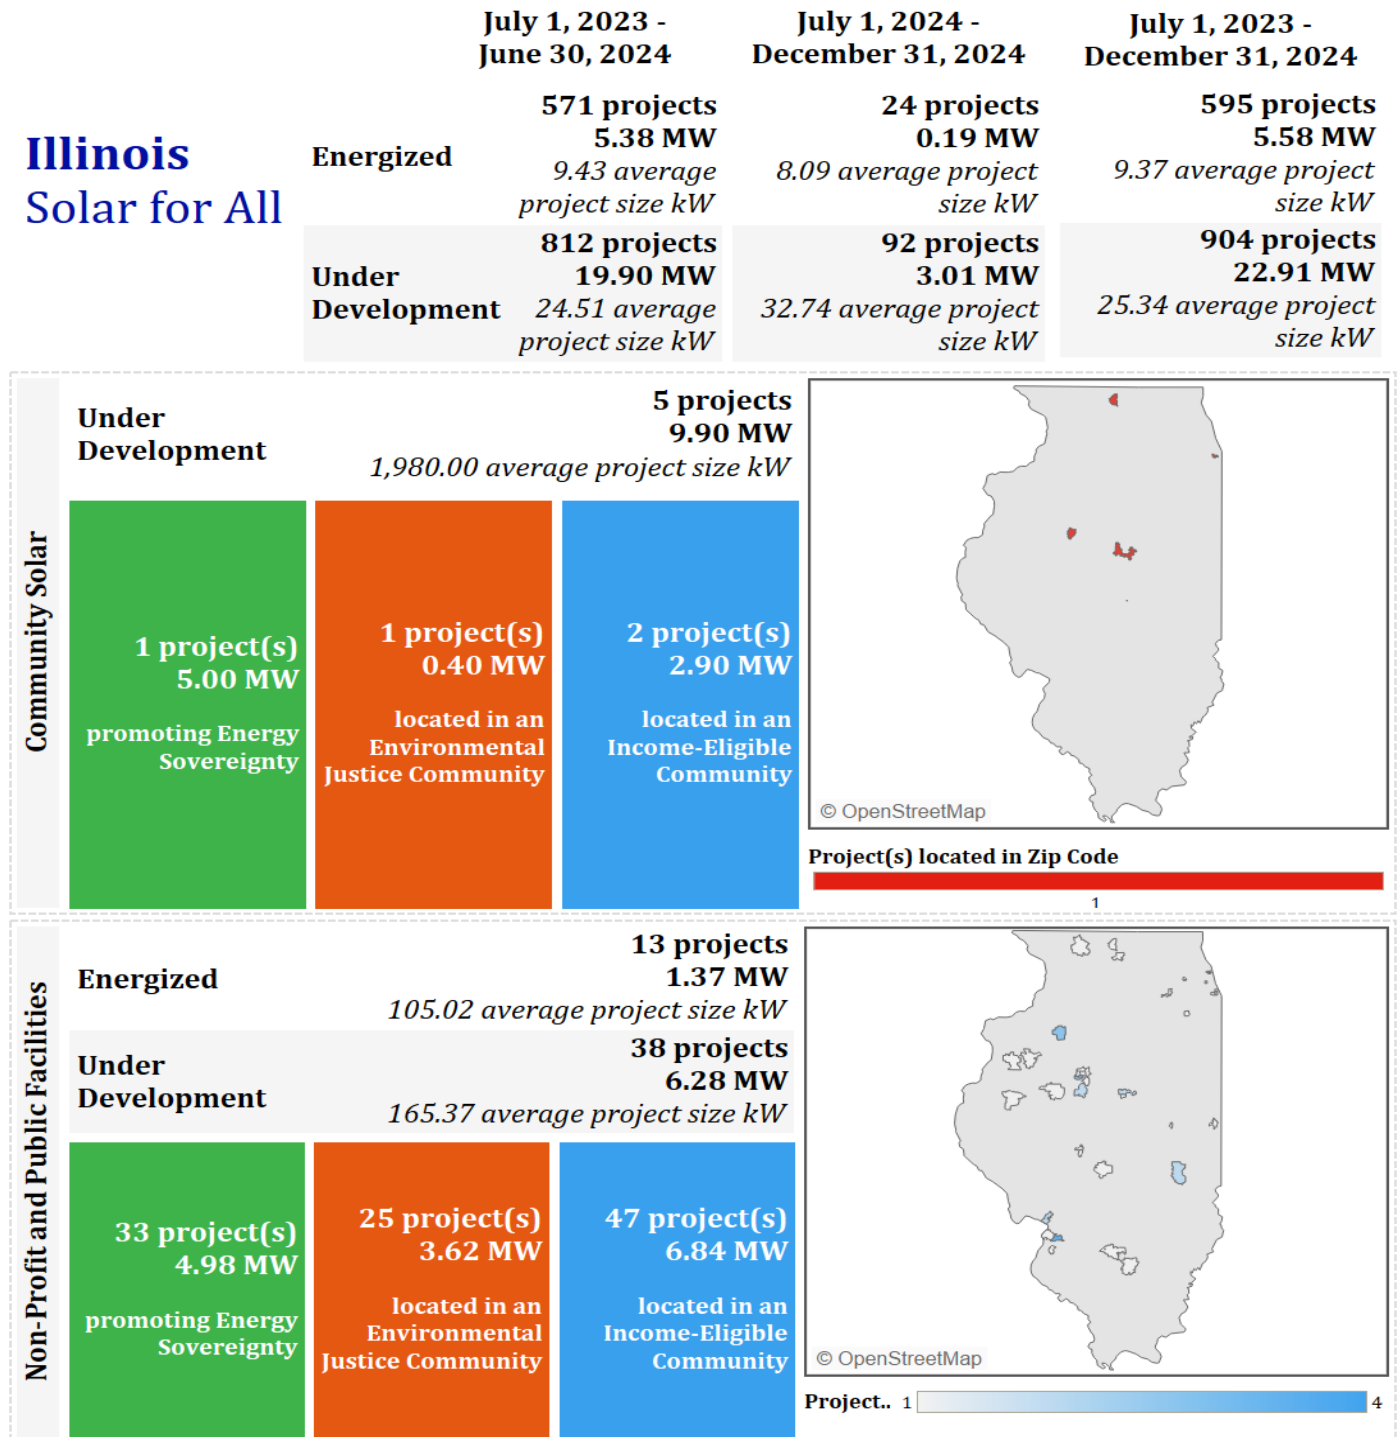 July 1, 2023 -
June 30, 2024
July 1, 2024 -
December 31, 2024
July 1, 2023 -
December 31, 2024
Illinois
Solar for All
Energized
571 projects
5.38 MW
9.43 average
project size kW
24 projects
0.19 MW
8.09 average project
size kW
595 projects
5.58 MW
9.37 average project
size kW
Under
Development
812 projects
19.90 MW
24.51 average
project size kW
92 projects
3.01 MW
32.74 average project
size kW
904 projects
22.91 MW
25.34 average project
size kW
Community Solar
Under
Development
5 projects
9.90 MW
1,980.00 average project size kW
1 project(s)
5.00 MW
promoting Energy
Sovereignty
1 project(s)
0.40 MW
located in an
Environmental
Justice Community
2 project(s)
2.90 MW
located in an
Income-Eligible
Community
© OpenStreetMap
Project(s) located in Zip Code
1
Non-Profit and Public Facilities
Energized
13 projects
1.37 MW
105.02 average project size kW
Under
Development
38 projects
6.28 MW
165.37 average project size kW
33 project(s)
4.98 MW
promoting Energy
Sovereignty
25 project(s)
3.62 MW
located in an
Environmental
Justice Community
47 project(s)
6.84 MW
located in an
Income-Eligible
Community
© OpenStreetMap
Project.. 1 4